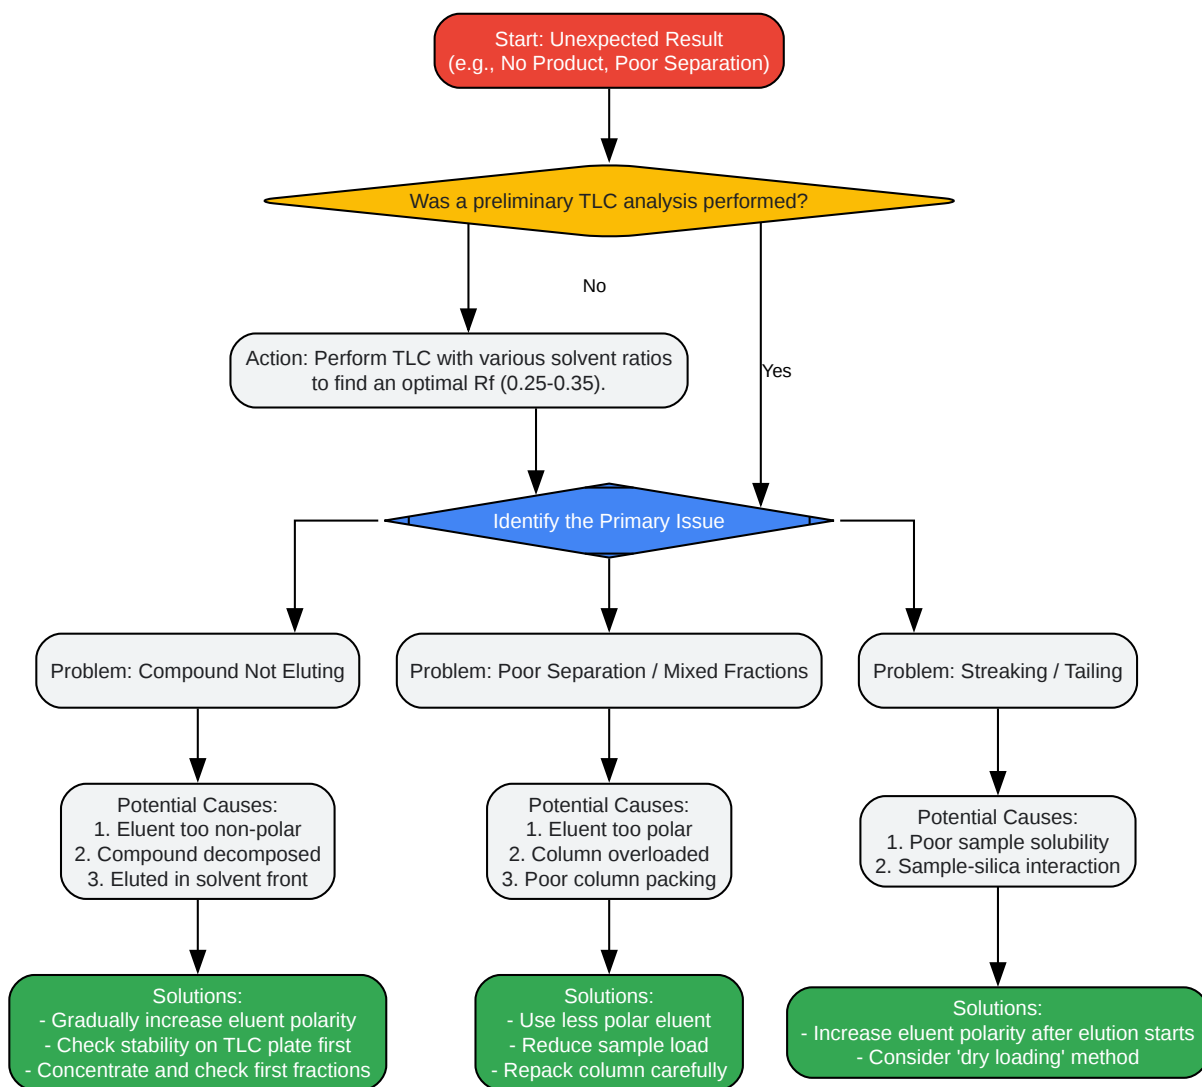 Start: Unexpected Result
(e.g., No Product, Poor Separation)
Was a preliminary TLC analysis performed?
No
Action: Perform TLC with various solvent ratios
to find an optimal Rf (0.25-0.35).
Yes
Identify the Primary Issue
Problem: Compound Not Eluting
Problem: Poor Separation / Mixed Fractions
Problem: Streaking / Tailing
Potential Causes:
1. Eluent too non-polar
2. Compound decomposed
3. Eluted in solvent front
Potential Causes:
1. Eluent too polar
2. Column overloaded
3. Poor column packing
Potential Causes:
1. Poor sample solubility
2. Sample-silica interaction
Solutions:
- Gradually increase eluent polarity
- Check stability on TLC plate first
- Concentrate and check first fractions
Solutions:
- Use less polar eluent
- Reduce sample load
- Repack column carefully
Solutions:
- Increase eluent polarity after elution starts
- Consider 'dry loading' method